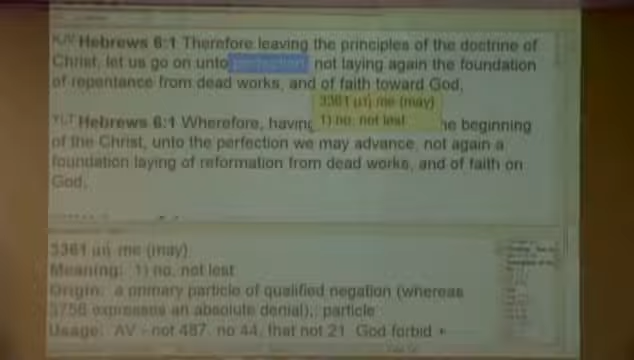 KJV Hebrews 6:1 Therefore leaving the principles of the doctrine of
Christ, let us go on unto perfection; not laying again the foundation
of repentance from dead works, and of faith toward God,
3361 μή me (may)
1) no, not lest
YLT Hebrews 6:1 Wherefore, having he beginning
of the Christ, unto the perfection we may advance, not again a
foundation laying of reformation from dead works, and of faith on
God,
3361 μή me (may)
Meaning: 1) no, not lest
Origin: a primary particle of qualified negation (whereas
3756 expresses an absolute denial);; particle
Usage: AV - not 487, no 44, that not 21 God forbid +